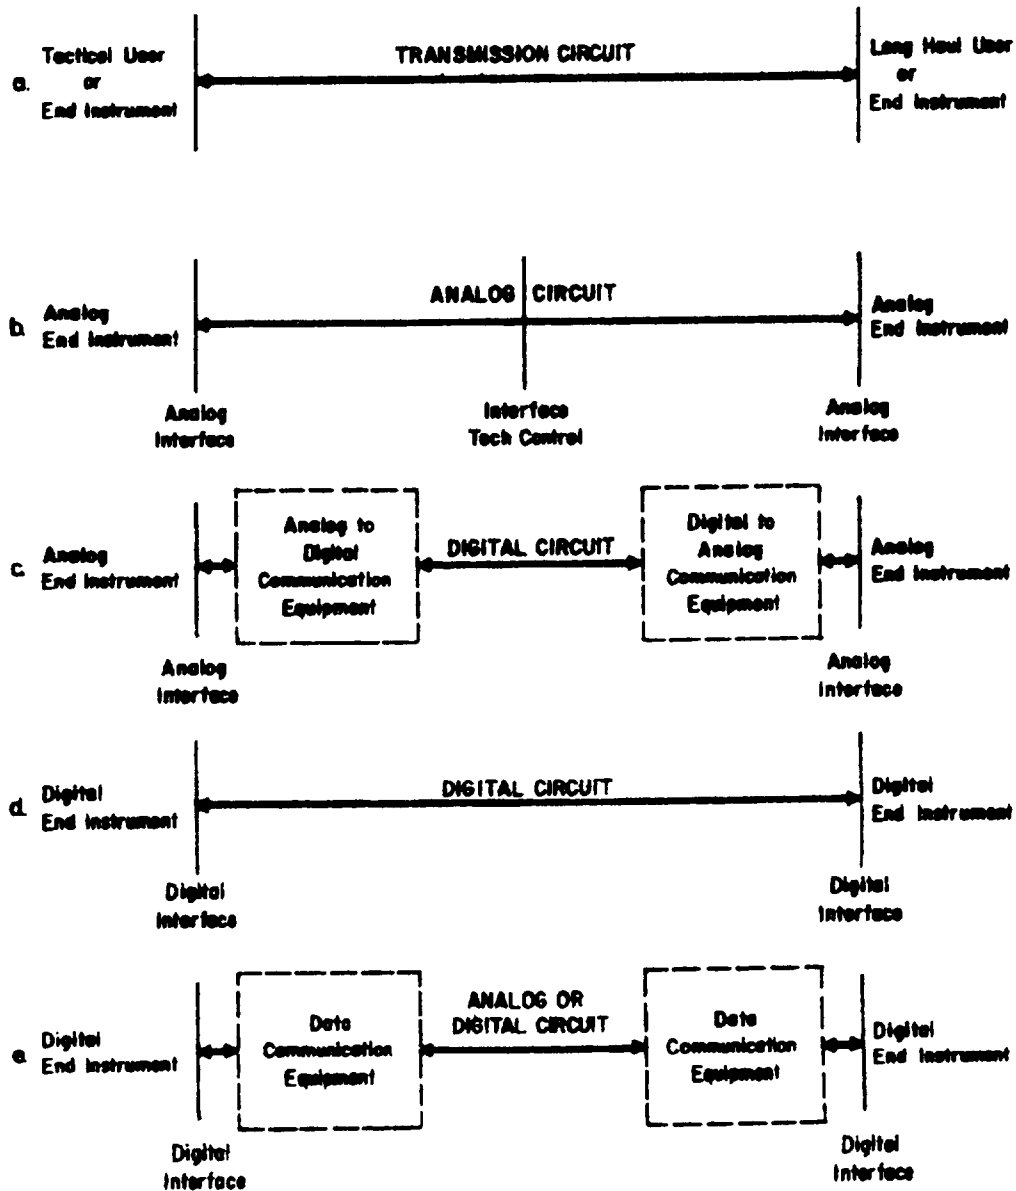 a.
Tactical User
or
End Instrument
TRANSMISSION CIRCUIT
Long Haul User
or
End Instrument
b.
Analog
End Instrument
ANALOG CIRCUIT
Analog
End Instrument
Analog
Interface
Interface
Tech Control
Analog
Interface
c.
Analog
End Instrument
Analog to
Digital
Communication
Equipment
DIGITAL CIRCUIT
Digital to
Analog
Communication
Equipment
Analog
End Instrument
Analog
Interface
Analog
Interface
d.
Digital
End Instrument
DIGITAL CIRCUIT
Digital
End Instrument
Digital
Interface
Digital
Interface
e.
Digital
End Instrument
Data
Communication
Equipment
ANALOG OR
DIGITAL CIRCUIT
Data
Communication
Equipment
Digital
End Instrument
Digital
Interface
Digital
Interface